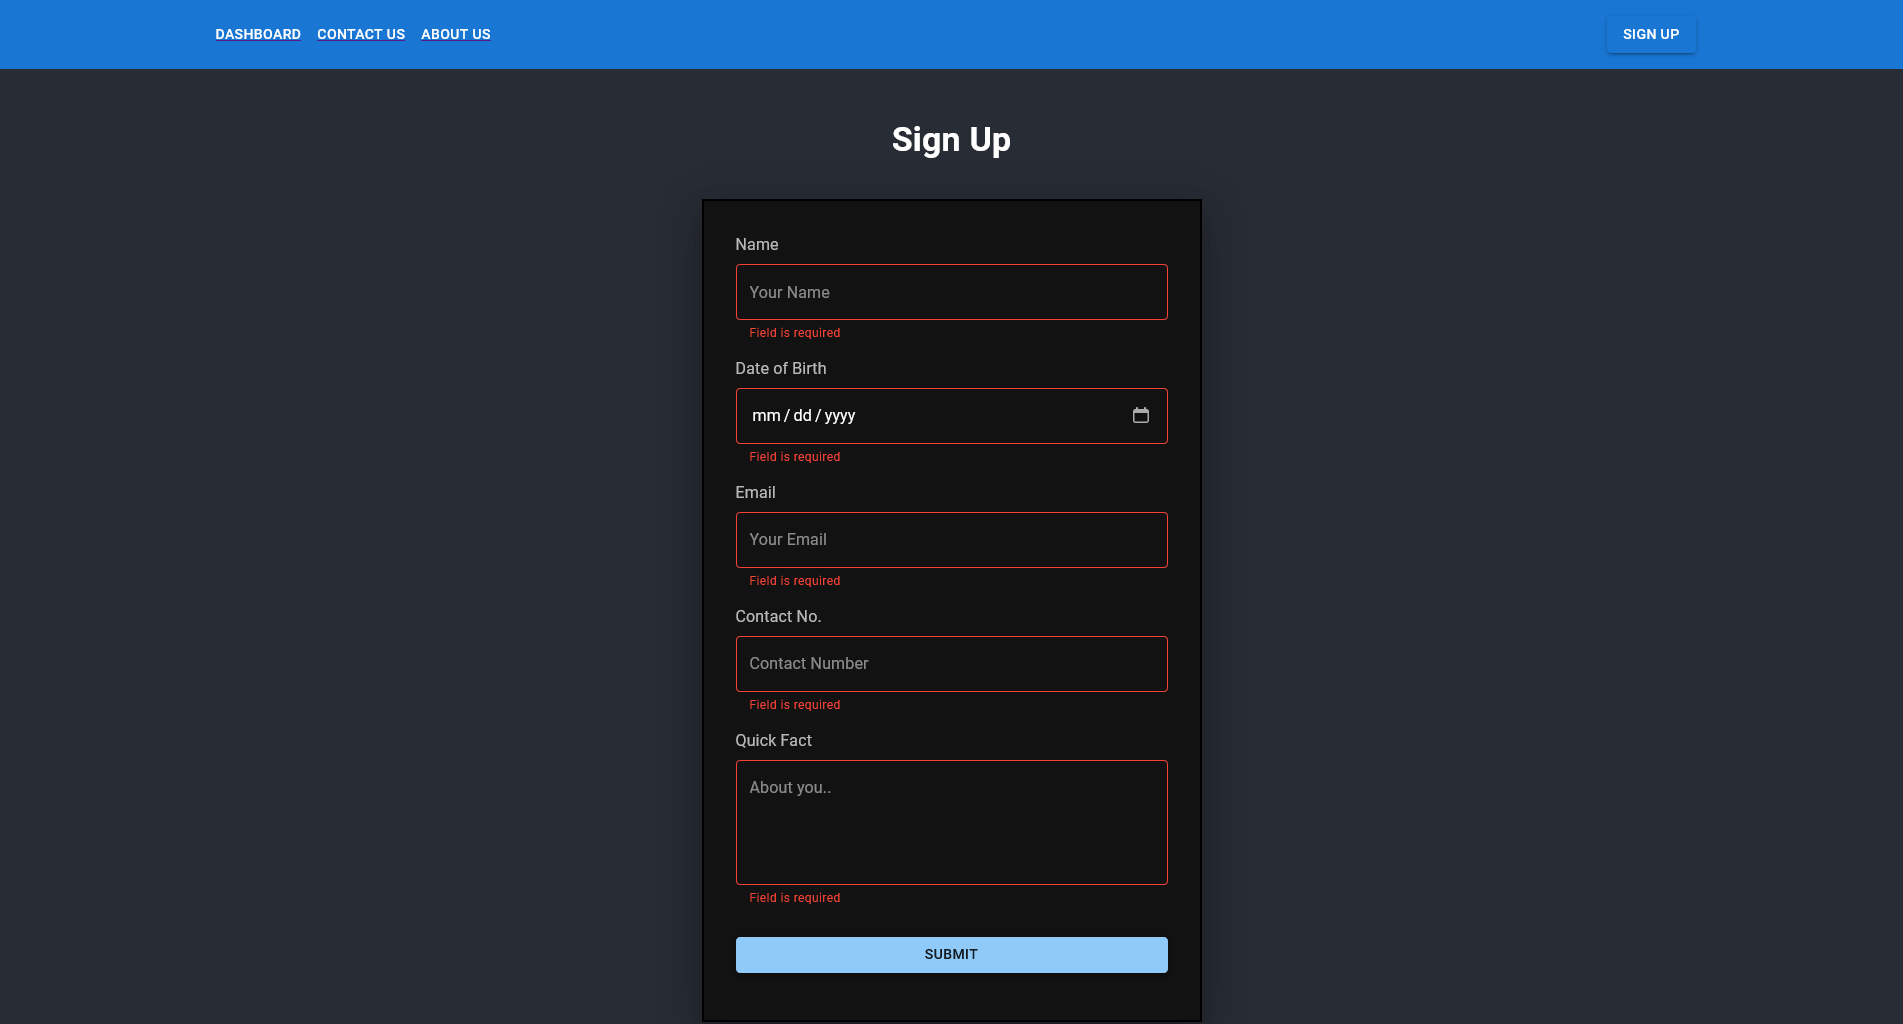 DASHBOARD CONTACT US ABOUT US SIGN UP
Sign Up
Name
Your Name
Field is required
Date of Birth
mm / dd / yyyy
Field is required
Email
Your Email
Field is required
Contact No.
Contact Number
Field is required
Quick Fact
About you..
Field is required
SUBMIT